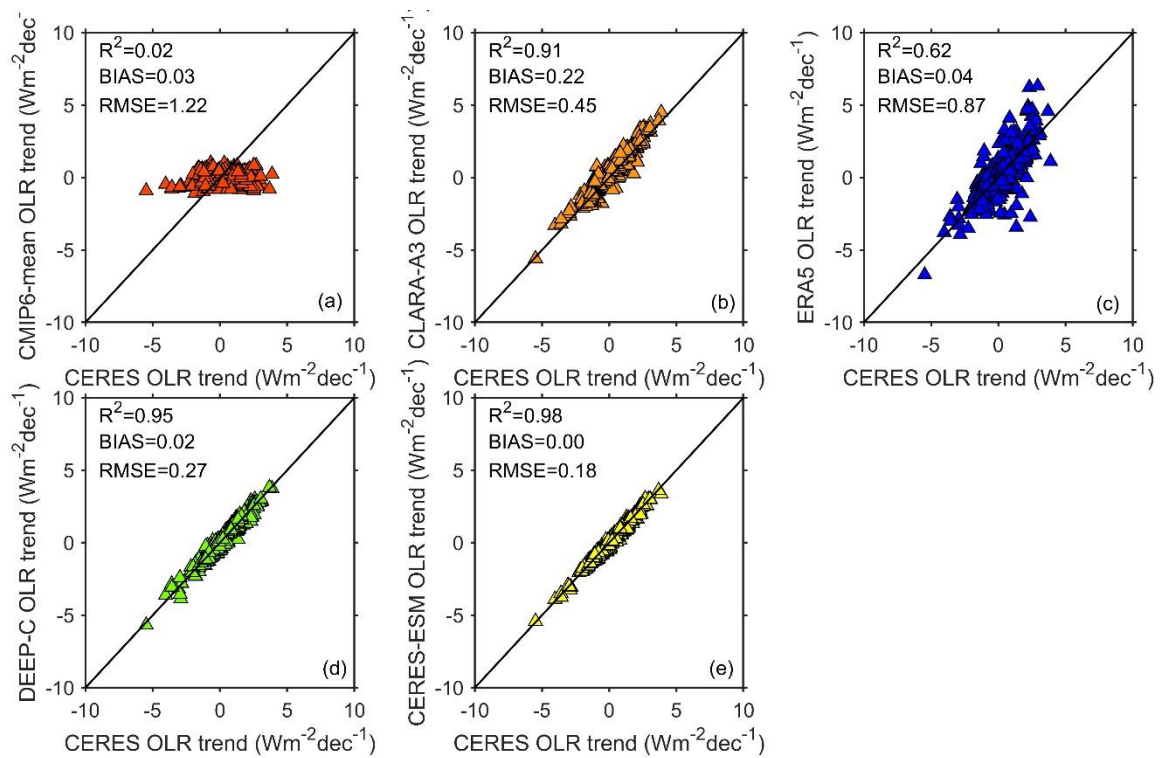 CMIP6-mean OLR trend (Wm⁻²dec⁻
10
5
0
-5
-10
R²=0.02
BIAS=0.03
RMSE=1.22
(a)
-10 -5 0 5 10
CERES OLR trend (Wm⁻²dec⁻¹)
CLARA-A3 OLR trend (Wm⁻²dec⁻¹)
10
5
0
-5
-10
R²=0.91
BIAS=0.22
RMSE=0.45
(b)
-10 -5 0 5 10
CERES OLR trend (Wm⁻²dec⁻¹)
ERA5 OLR trend (Wm⁻²dec⁻¹)
10
5
0
-5
-10
R²=0.62
BIAS=0.04
RMSE=0.87
(c)
-10 -5 0 5 10
CERES OLR trend (Wm⁻²dec⁻¹)
DEEP-C OLR trend (Wm⁻²dec⁻¹)
10
5
0
-5
-10
R²=0.95
BIAS=0.02
RMSE=0.27
(d)
-10 -5 0 5 10
CERES OLR trend (Wm⁻²dec⁻¹)
CERES-ESM OLR trend (Wm⁻²dec⁻¹)
10
5
0
-5
-10
R²=0.98
BIAS=0.00
RMSE=0.18
(e)
-10 -5 0 5 10
CERES OLR trend (Wm⁻²dec⁻¹)